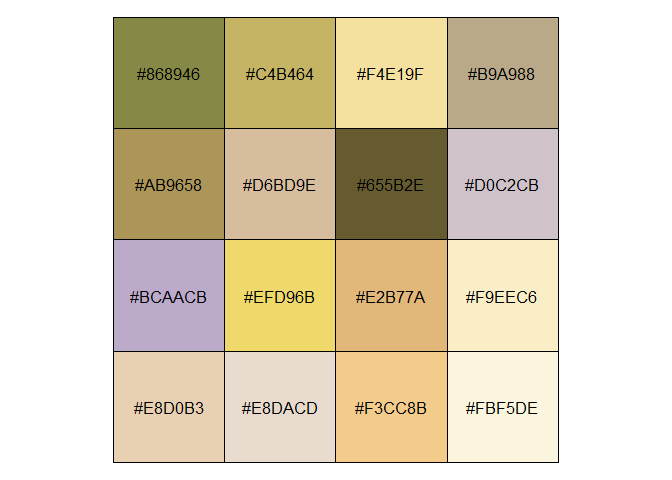 #868946 #C4B464 #F4E19F #B9A988
#AB9658 #D6BD9E #655B2E #D0C2CB
#BCAACB #EFD96B #E2B77A #F9EEC6
#E8D0B3 #E8DACD #F3CC8B #FBF5DE